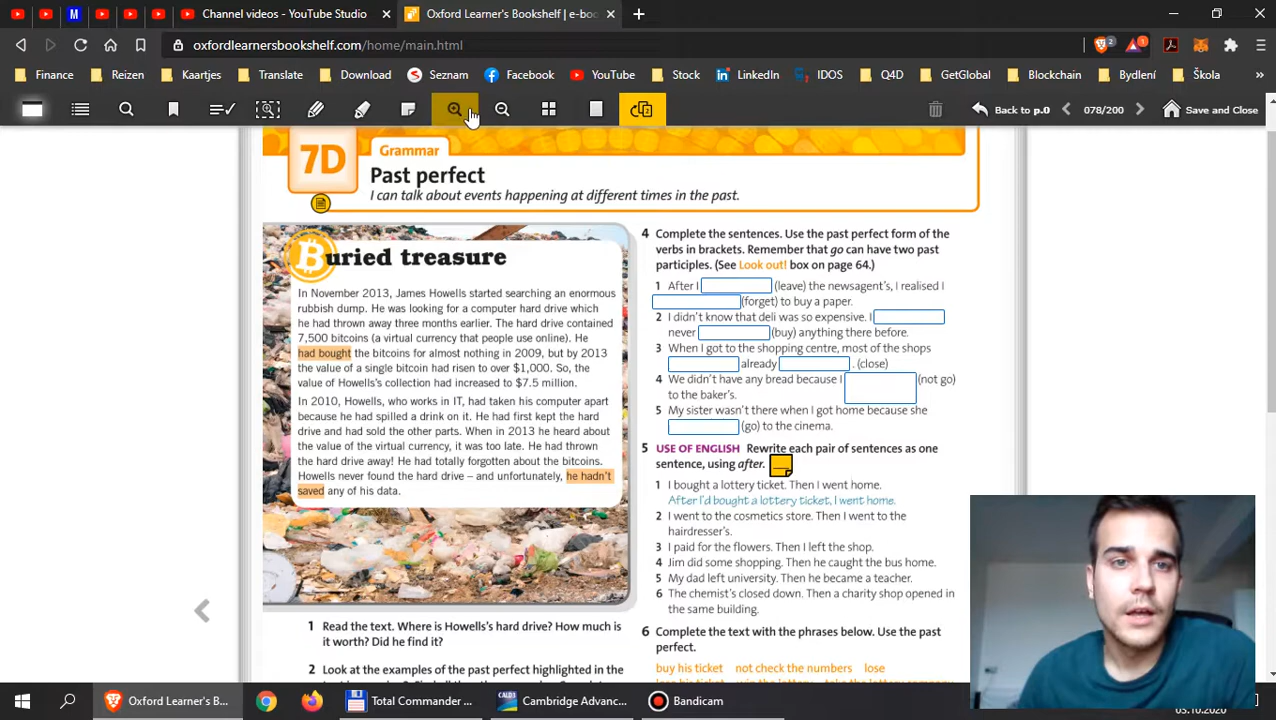 Channel videos - YouTube Studio
Oxford Learner's Bookshelf | e-boo
oxfordlearnersbookshelf.com/home/main.html
Finance Reizen Kaartjes Translate Download Seznam Facebook YouTube Stock LinkedIn IDOS Q4D GetGlobal Blockchain Bydlení Škola
Back to p.0 078/200 Save and Close
7D Grammar
Past perfect
I can talk about events happening at different times in the past.
Buried treasure
In November 2013, James Howells started searching an enormous
rubbish dump. He was looking for a computer hard drive which
he had thrown away three months earlier. The hard drive contained
7,500 bitcoins (a virtual currency that people use online). He
had bought the bitcoins for almost nothing in 2009, but by 2013
the value of a single bitcoin had risen to over $1,000. So, the
value of Howells's collection had increased to $7.5 million.
In 2010, Howells, who works in IT, had taken his computer apart
because he had spilled a drink on it. He had first kept the hard
drive and had sold the other parts. When in 2013 he heard about
the value of the virtual currency, it was too late. He had thrown
the hard drive away! He had totally forgotten about the bitcoins.
Howells never found the hard drive – and unfortunately, he hadn't
saved any of his data.
1 Read the text. Where is Howells's hard drive? How much is
it worth? Did he find it?
2 Look at the examples of the past perfect highlighted in the
4 Complete the sentences. Use the past perfect form of the
verbs in brackets. Remember that go can have two past
participles. (See Look out! box on page 64.)
1 After I (leave) the newsagent's, I realised I
(forget) to buy a paper.
2 I didn't know that deli was so expensive. I
never (buy) anything there before.
3 When I got to the shopping centre, most of the shops
already . (close)
4 We didn't have any bread because I (not go)
to the baker's.
5 My sister wasn't there when I got home because she
(go) to the cinema.
5 USE OF ENGLISH Rewrite each pair of sentences as one
sentence, using after.
1 I bought a lottery ticket. Then I went home.
After I'd bought a lottery ticket, I went home.
2 I went to the cosmetics store. Then I went to the
hairdresser's.
3 I paid for the flowers. Then I left the shop.
4 Jim did some shopping. Then he caught the bus home.
5 My dad left university. Then he became a teacher.
6 The chemist's closed down. Then a charity shop opened in
the same building.
6 Complete the text with the phrases below. Use the past
perfect.
buy his ticket not check the numbers lose
Oxford Learner's B... Total Commander ... Cambridge Advanc... Bandicam
03.10.2020